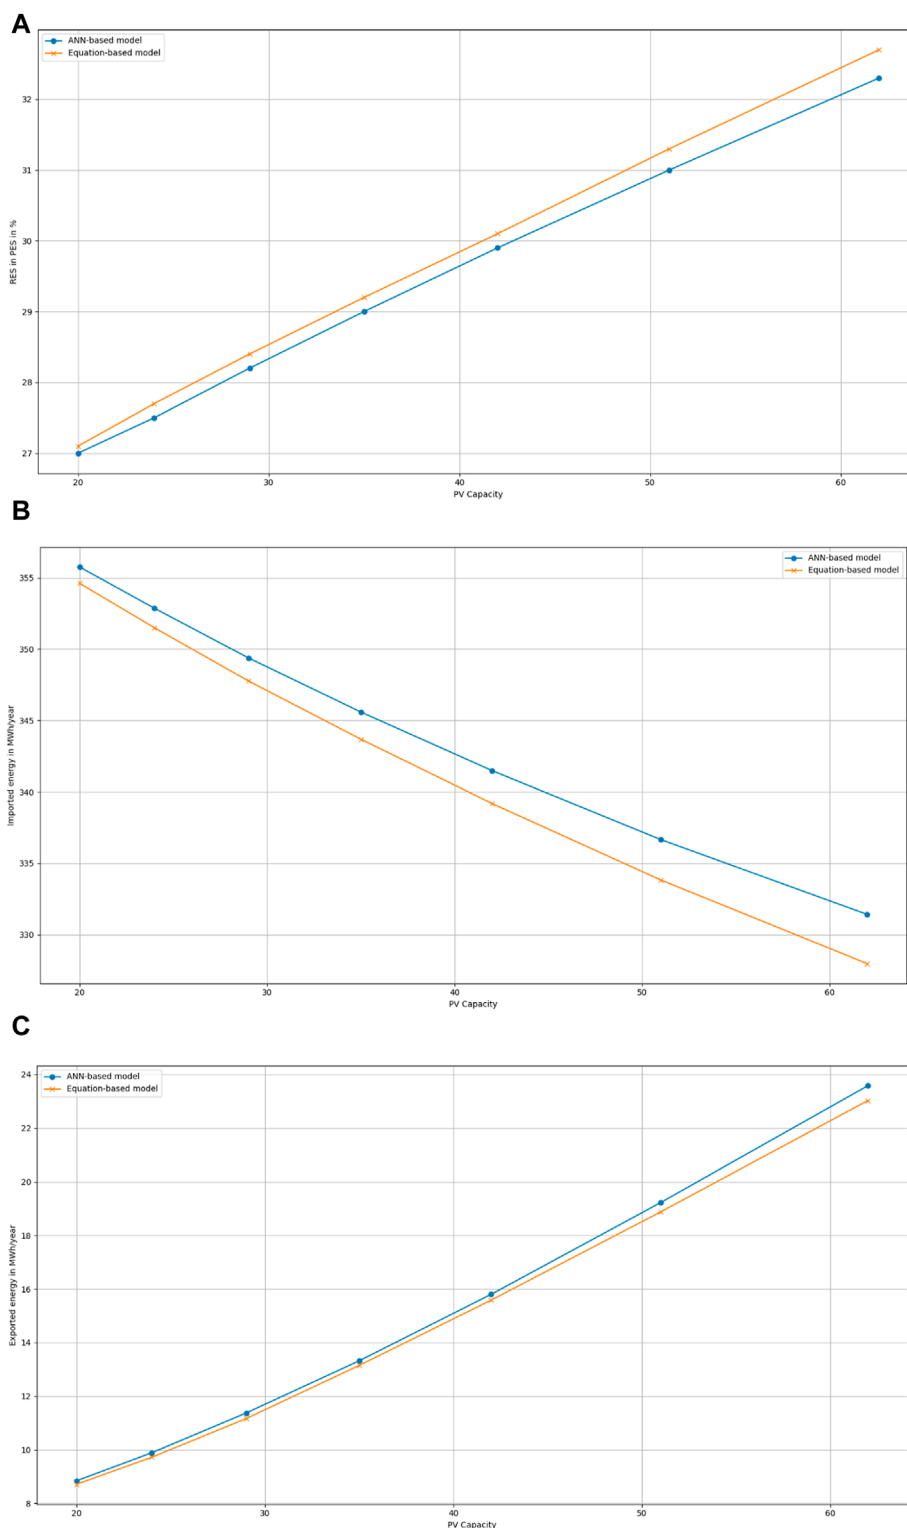 A
ANN-based model
Equation-based model
32
31
30
29
28
27
RES in PES in %
20
30
40
50
60
PV Capacity
B
ANN-based model
Equation-based model
355
350
345
340
335
330
Imported energy in MWh/year
20
30
40
50
60
PV Capacity
C
ANN-based model
Equation-based model
24
22
20
18
16
14
12
10
8
Exported energy in MWh/year
20
30
40
50
60
PV Capacity